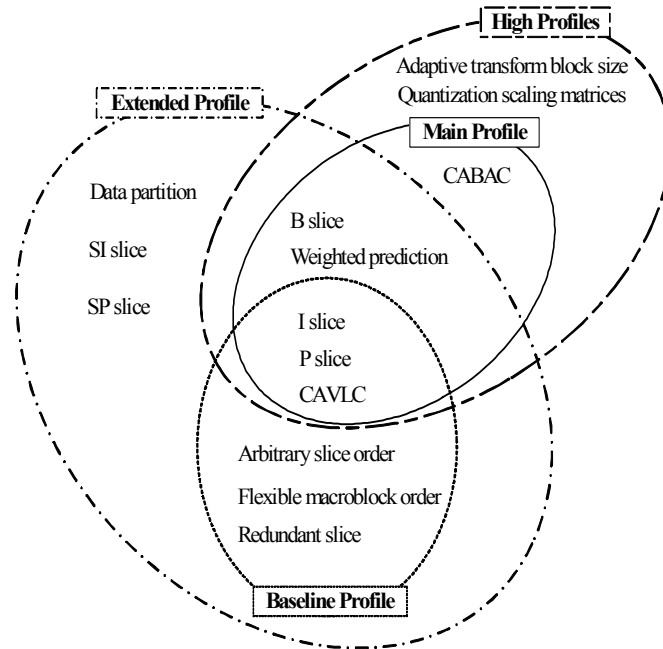 High Profiles
Adaptive transform block size
Quantization scaling matrices
Extended Profile
Main Profile
CABAC
Data partition
B slice
SI slice
Weighted prediction
SP slice
I slice
P slice
CAVLC
Arbitrary slice order
Flexible macroblock order
Redundant slice
Baseline Profile